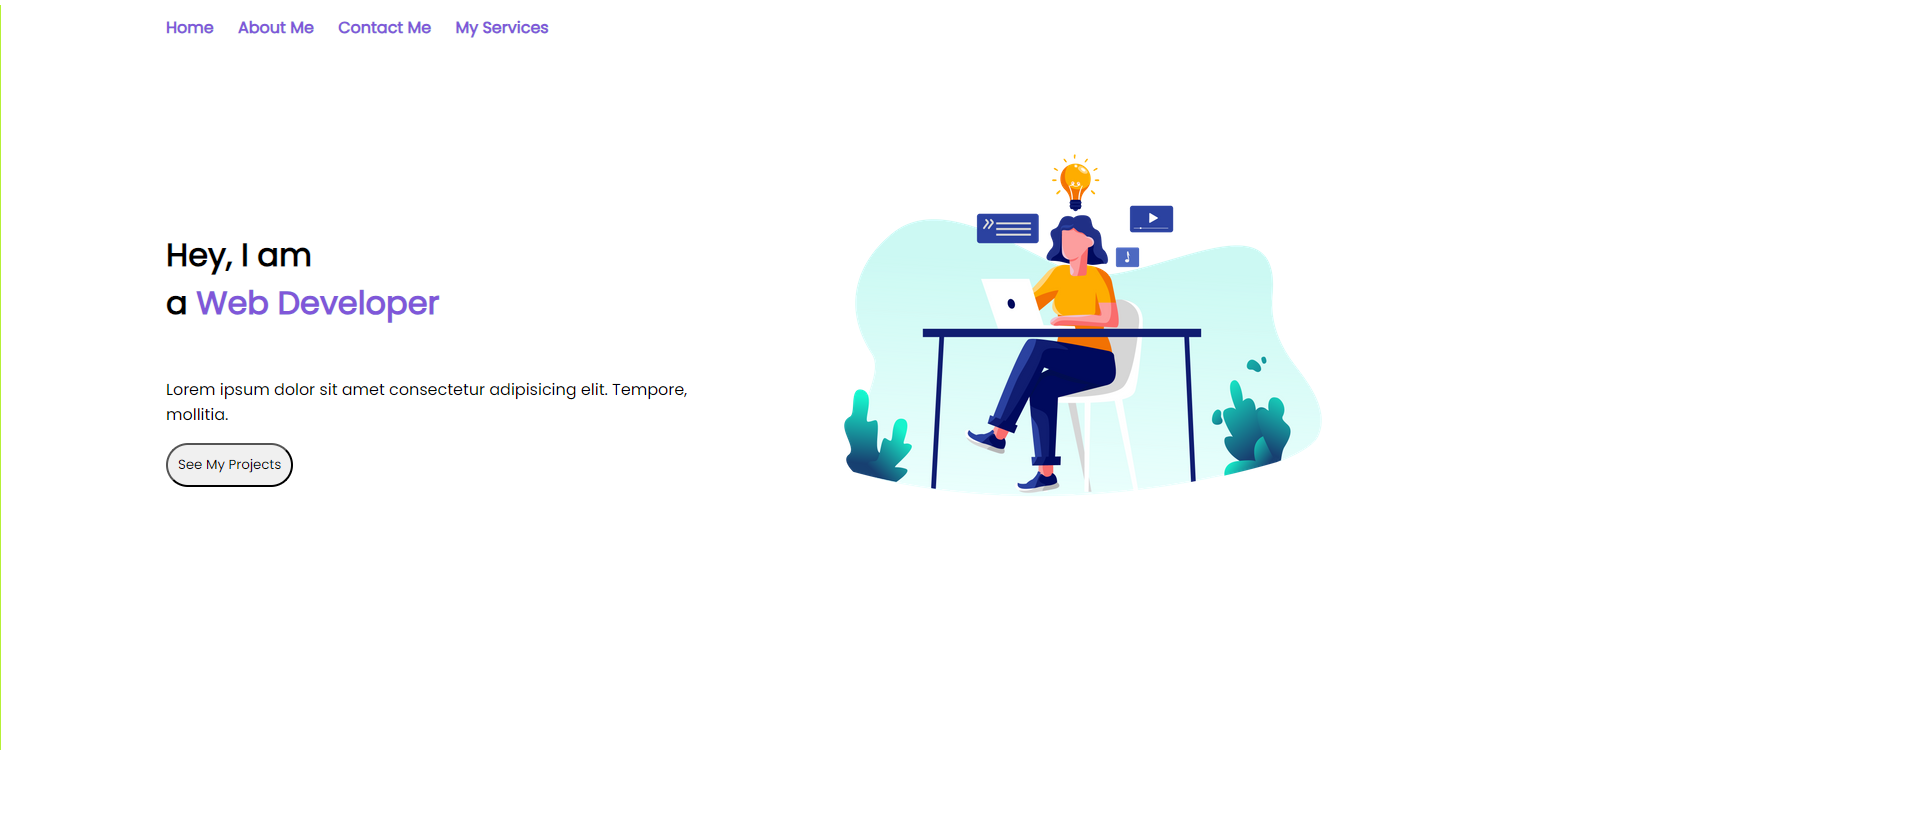 Home About Me Contact Me My Services
Hey, I am
a Web Developer
Lorem ipsum dolor sit amet consectetur adipisicing elit. Tempore,
mollitia.
See My Projects